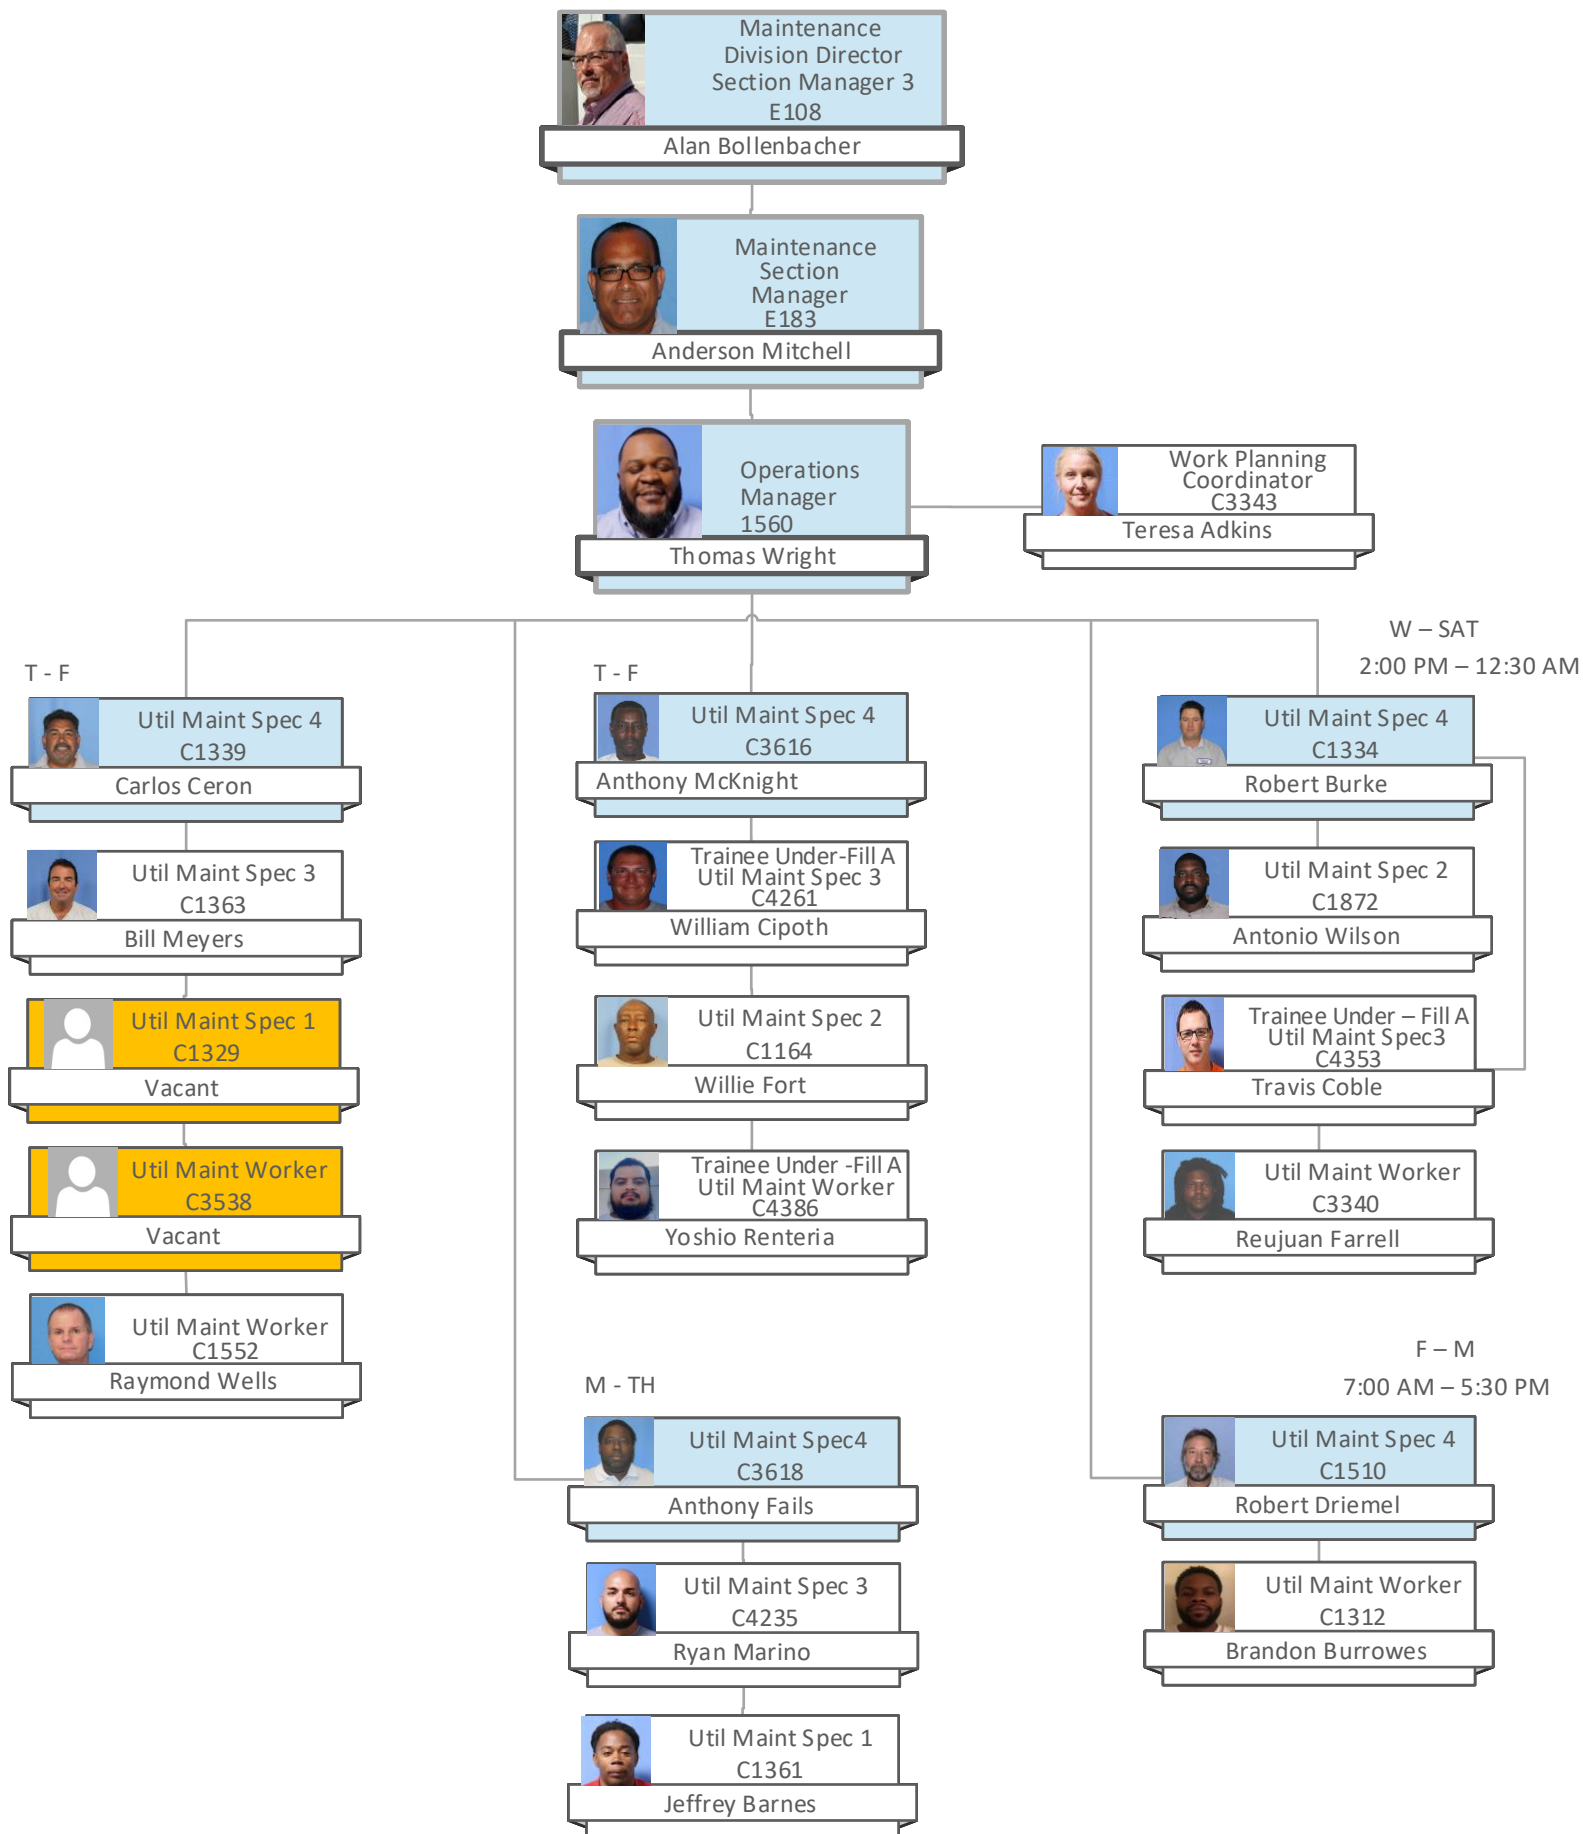 Maintenance
Division Director
Section Manager 3
E108
Alan Bollenbacher
Maintenance
Section
Manager
E183
Anderson Mitchell
Operations
Manager
1560
Thomas Wright
Work Planning
Coordinator
C3343
Teresa Adkins
T - F
Util Maint Spec 4
C1339
Carlos Ceron
Util Maint Spec 3
C1363
Bill Meyers
Util Maint Spec 1
C1329
Vacant
Util Maint Worker
C3538
Vacant
Util Maint Worker
C1552
Raymond Wells
T - F
Util Maint Spec 4
C3616
Anthony McKnight
Trainee Under-Fill A
Util Maint Spec 3
C4261
William Cipoth
Util Maint Spec 2
C1164
Willie Fort
Trainee Under -Fill A
Util Maint Worker
C4386
Yoshio Renteria
M - TH
Util Maint Spec4
C3618
Anthony Fails
Util Maint Spec 3
C4235
Ryan Marino
Util Maint Spec 1
C1361
Jeffrey Barnes
W – SAT
2:00 PM – 12:30 AM
Util Maint Spec 4
C1334
Robert Burke
Util Maint Spec 2
C1872
Antonio Wilson
Trainee Under – Fill A
Util Maint Spec3
C4353
Travis Coble
Util Maint Worker
C3340
Reujuan Farrell
F – M
7:00 AM – 5:30 PM
Util Maint Spec 4
C1510
Robert Driemel
Util Maint Worker
C1312
Brandon Burrowes